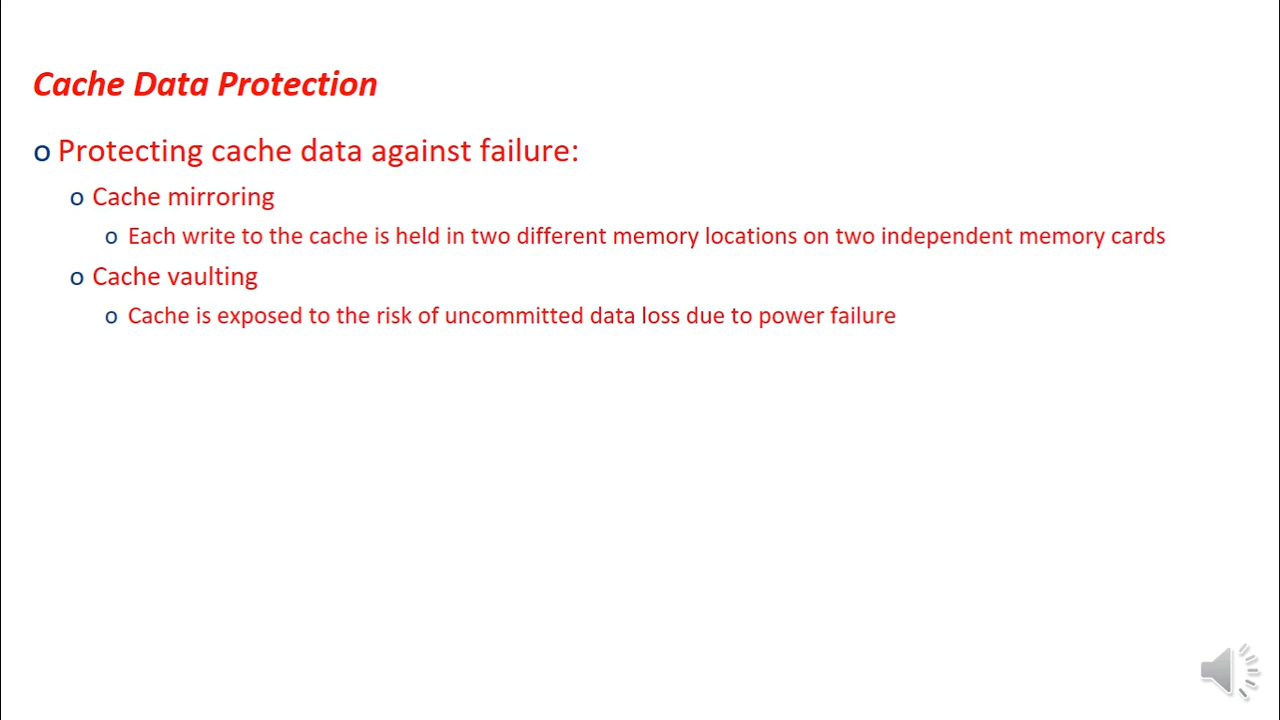 Cache Data Protection
o Protecting cache data against failure:
o Cache mirroring
o Each write to the cache is held in two different memory locations on two independent memory cards
o Cache vaulting
o Cache is exposed to the risk of uncommitted data loss due to power failure